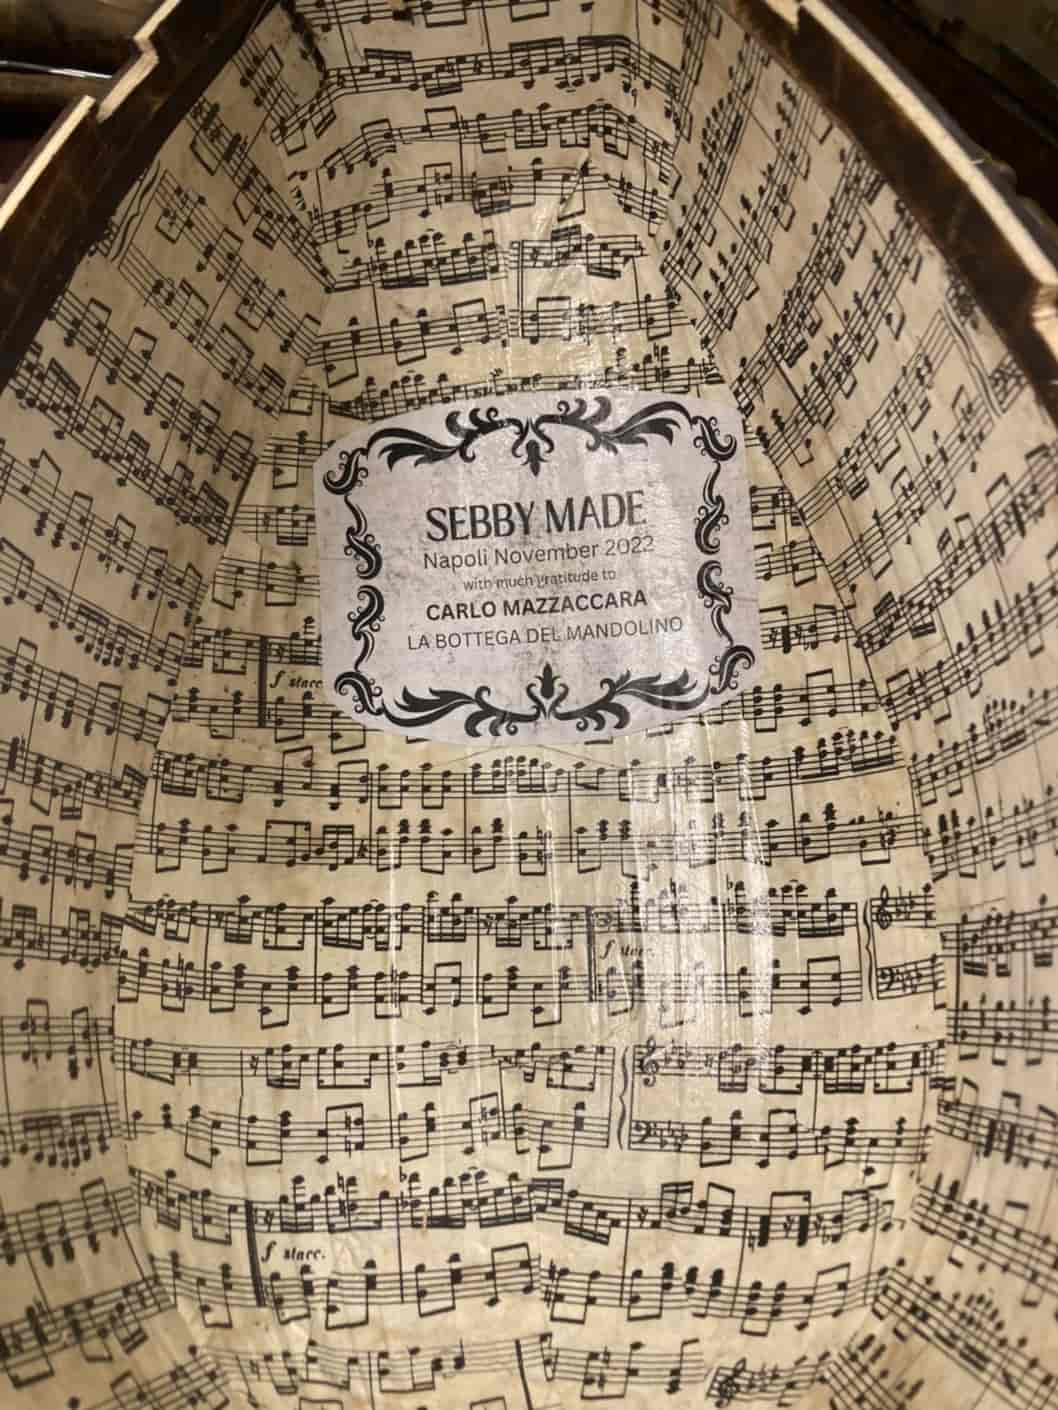 SEBBY MADE
Napoli November 2022
with much gratitude to
CARLO MAZZACCARA
LA BOTTEGA DEL MANDOLINO
f stacc.
f stacc.
f stacc.